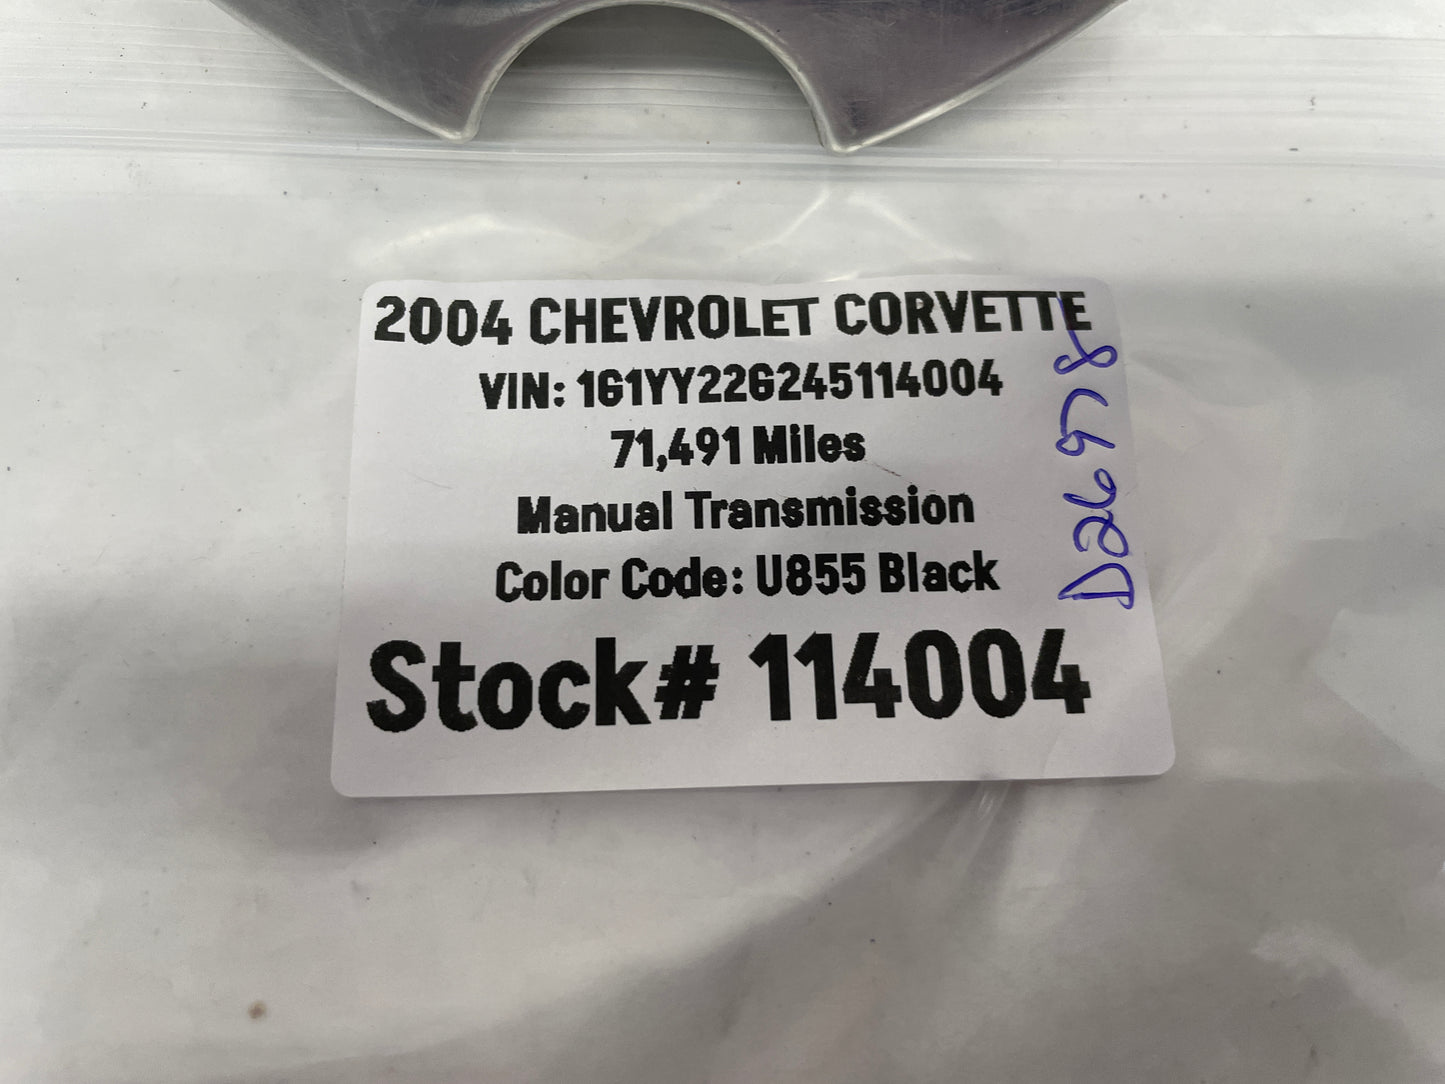 2004 CHEVROLET CORVETTE
VIN: 1G1YY22G245114004
71,491 Miles
Manual Transmission
Color Code: U855 Black
Stock# 114004
D26978